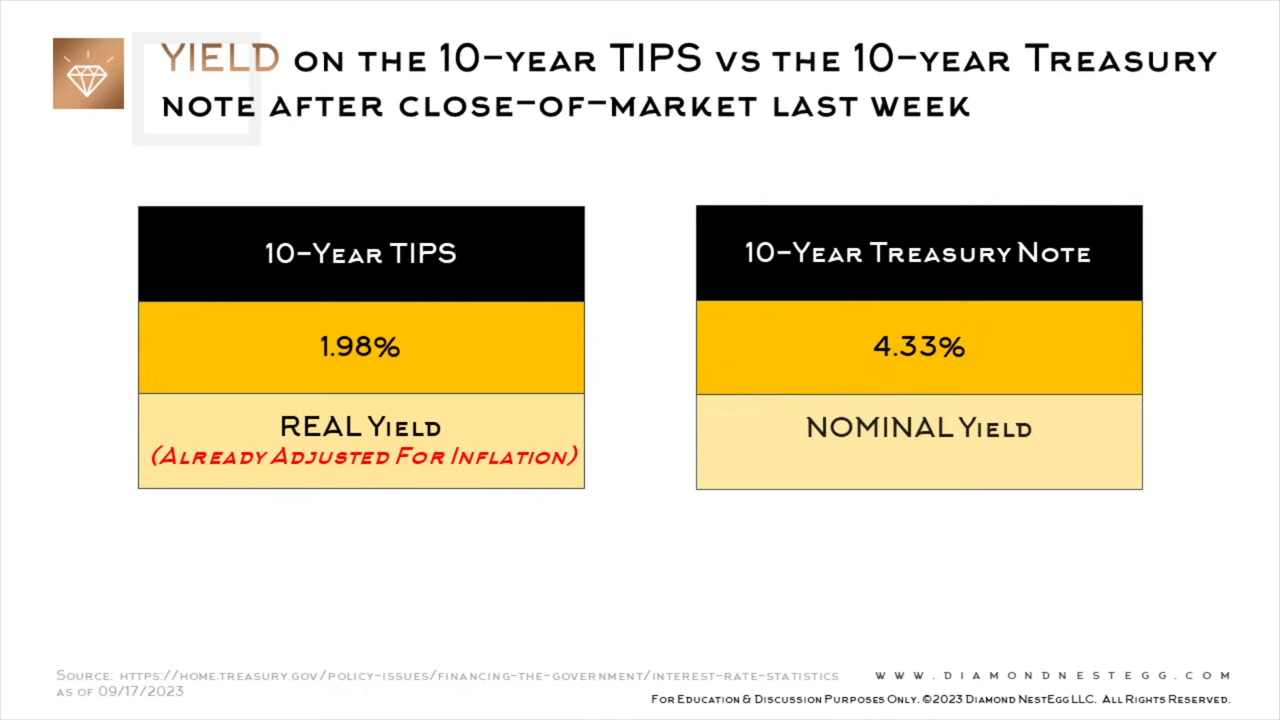 YIELD on the 10-year TIPS vs the 10-year Treasury
note after close-of-market last week
10-Year TIPS
1.98%
REAL Yield
(Already Adjusted For Inflation)
10-Year Treasury Note
4.33%
NOMINAL Yield
Source: https://home.treasury.gov/policy-issues/financing-the-government/interest-rate-statistics
as of 09/17/2023
www.diamondnestegg.com
For Education & Discussion Purposes Only. ©2023 Diamond NestEgg LLC. All Rights Reserved.